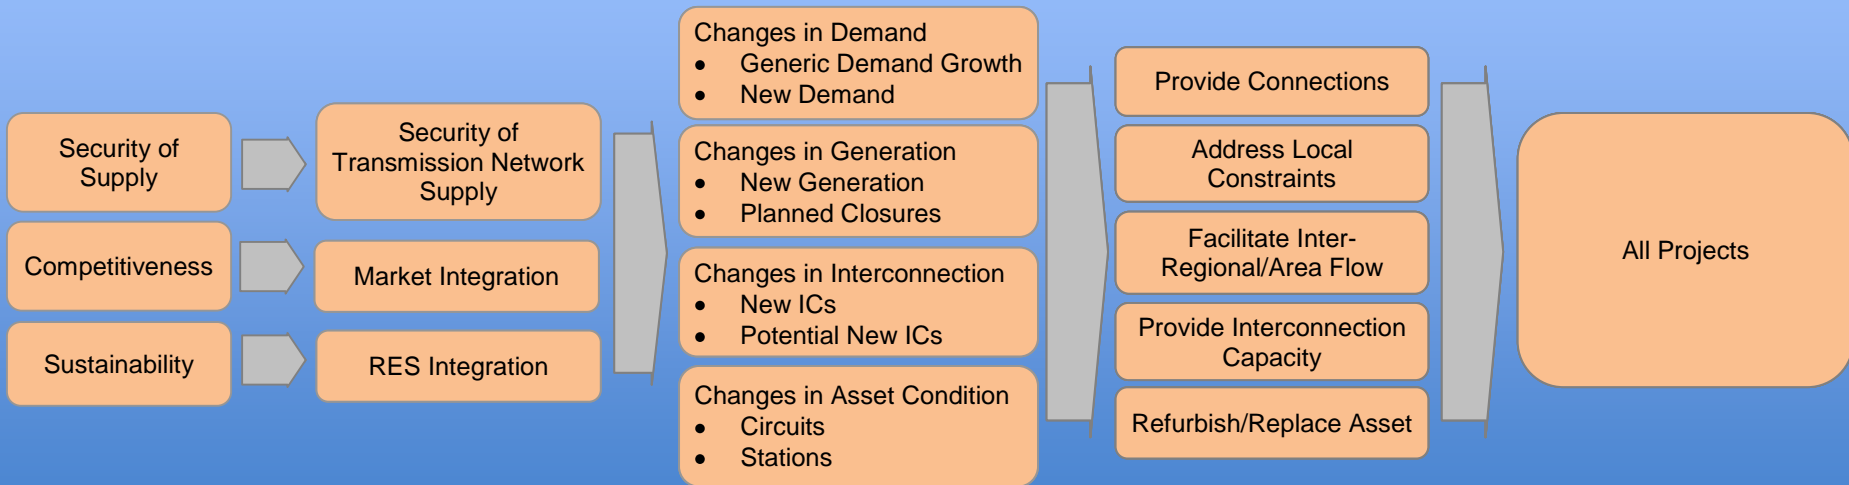 Security of
Supply
Competitiveness
Sustainability
Security of
Transmission Network
Supply
Market Integration
RES Integration
Changes in Demand
• Generic Demand Growth
• New Demand
Changes in Generation
• New Generation
• Planned Closures
Changes in Interconnection
• New ICs
• Potential New ICs
Changes in Asset Condition
• Circuits
• Stations
Provide Connections
Address Local
Constraints
Facilitate Inter-
Regional/Area Flow
Provide Interconnection
Capacity
Refurbish/Replace Asset
All Projects